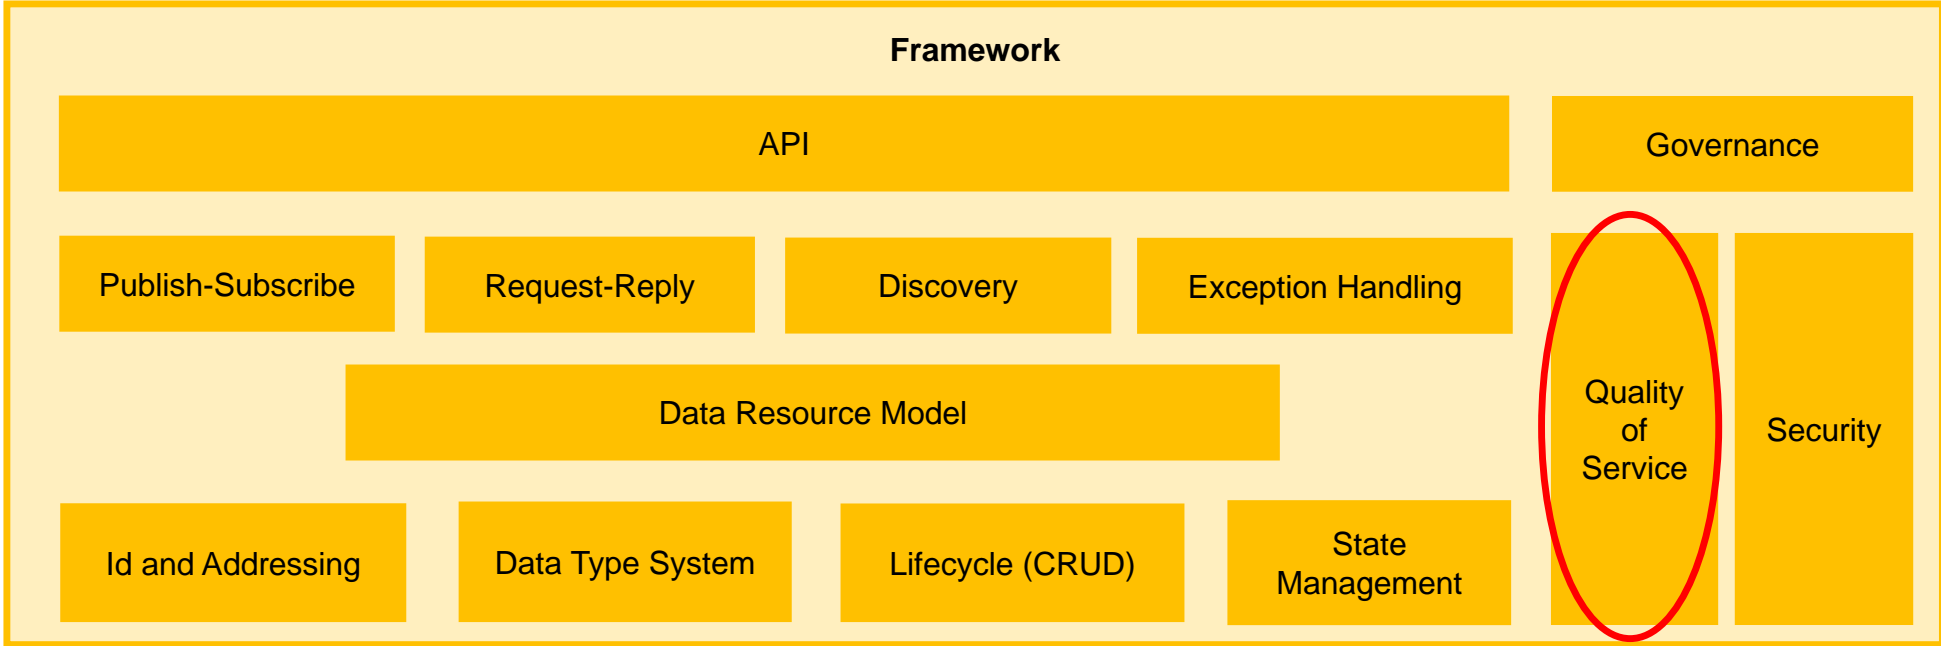 Framework
API
Governance
Publish-Subscribe
Request-Reply
Discovery
Exception Handling
Data Resource Model
Quality
of
Service
Security
Id and Addressing
Data Type System
Lifecycle (CRUD)
State
Management